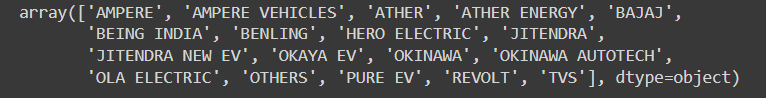 array(['AMPERE', 'AMPERE VEHICLES', 'ATHER', 'ATHER ENERGY', 'BAJAJ',
'BEING INDIA', 'BENLING', 'HERO ELECTRIC', 'JITENDRA',
'JITENDRA NEW EV', 'OKAYA EV', 'OKINAWA', 'OKINAWA AUTOTECH',
'OLA ELECTRIC', 'OTHERS', 'PURE EV', 'REVOLT', 'TVS'], dtype=object)